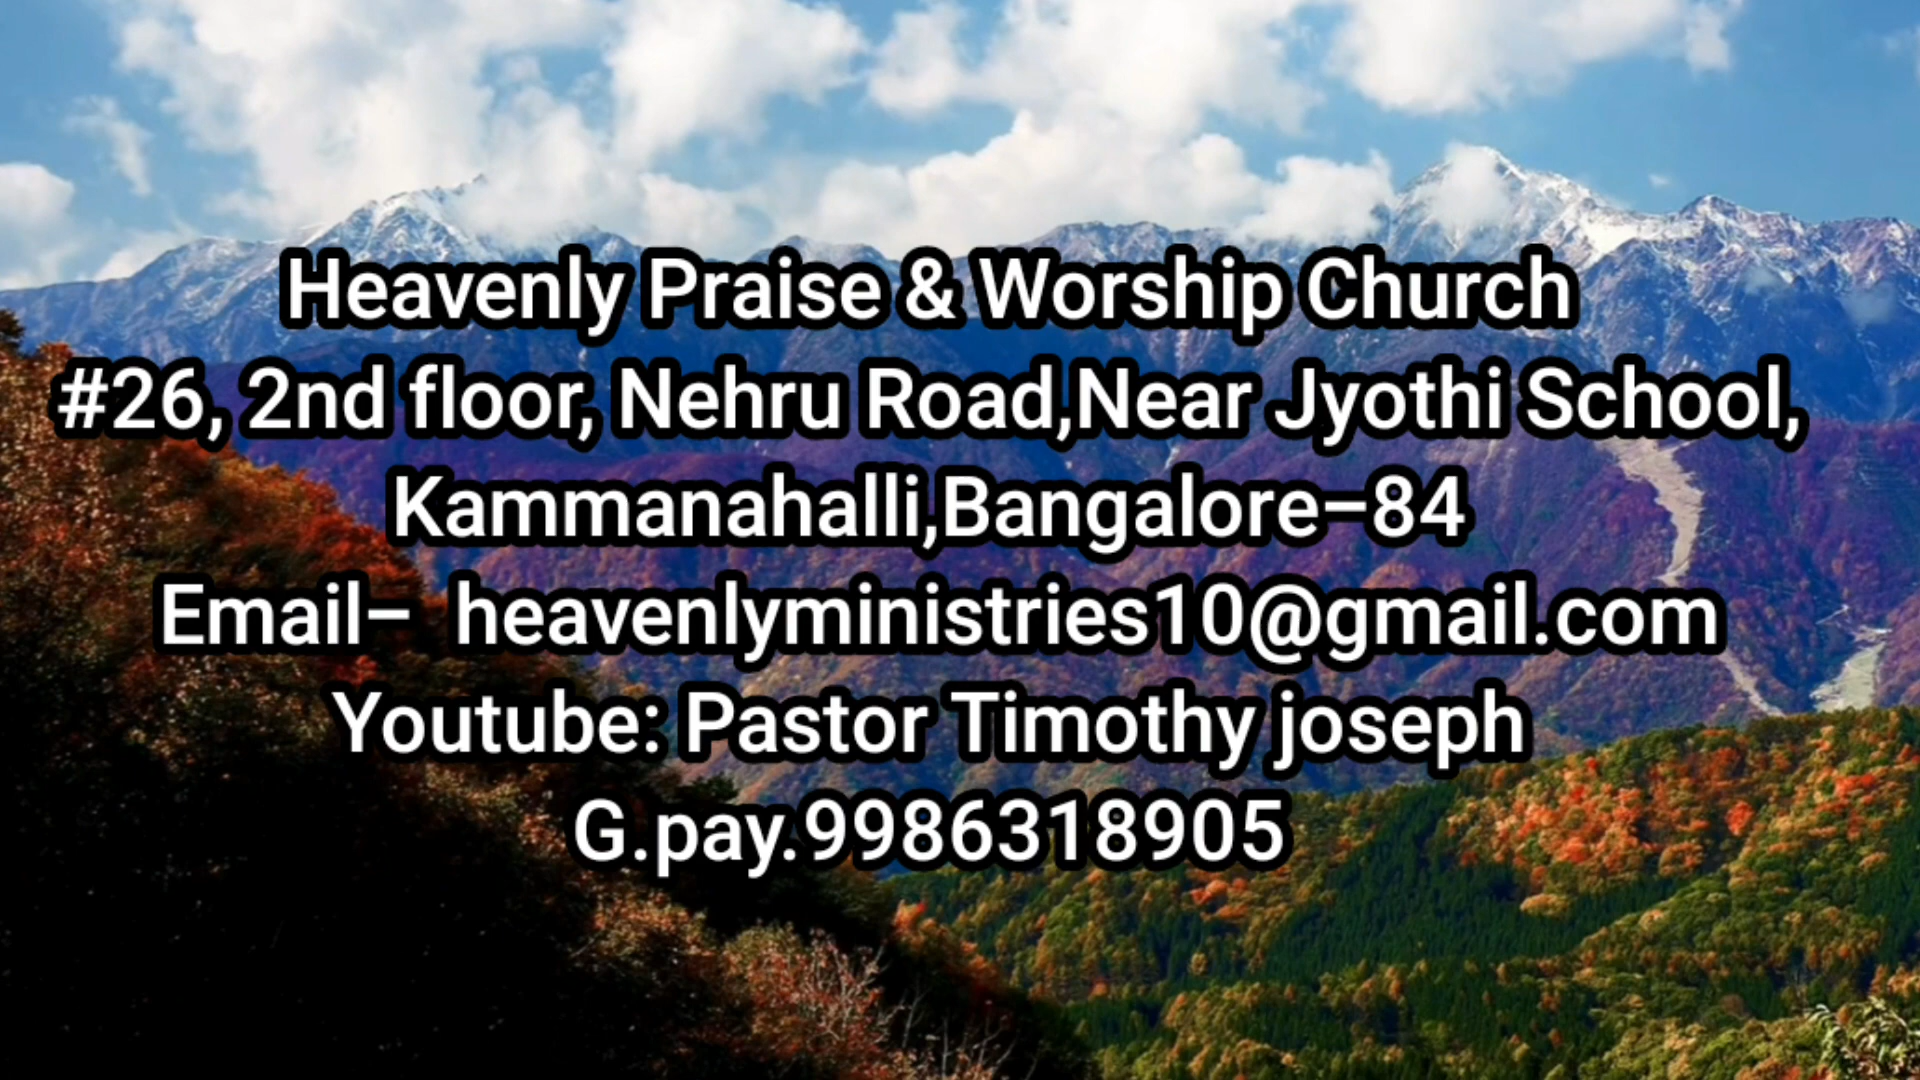 Heavenly Praise & Worship Church
#26, 2nd floor, Nehru Road,Near Jyothi School,
Kammanahalli,Bangalore–84
Email–  heavenlyministries10@gmail.com
Youtube: Pastor Timothy joseph
G.pay.9986318905